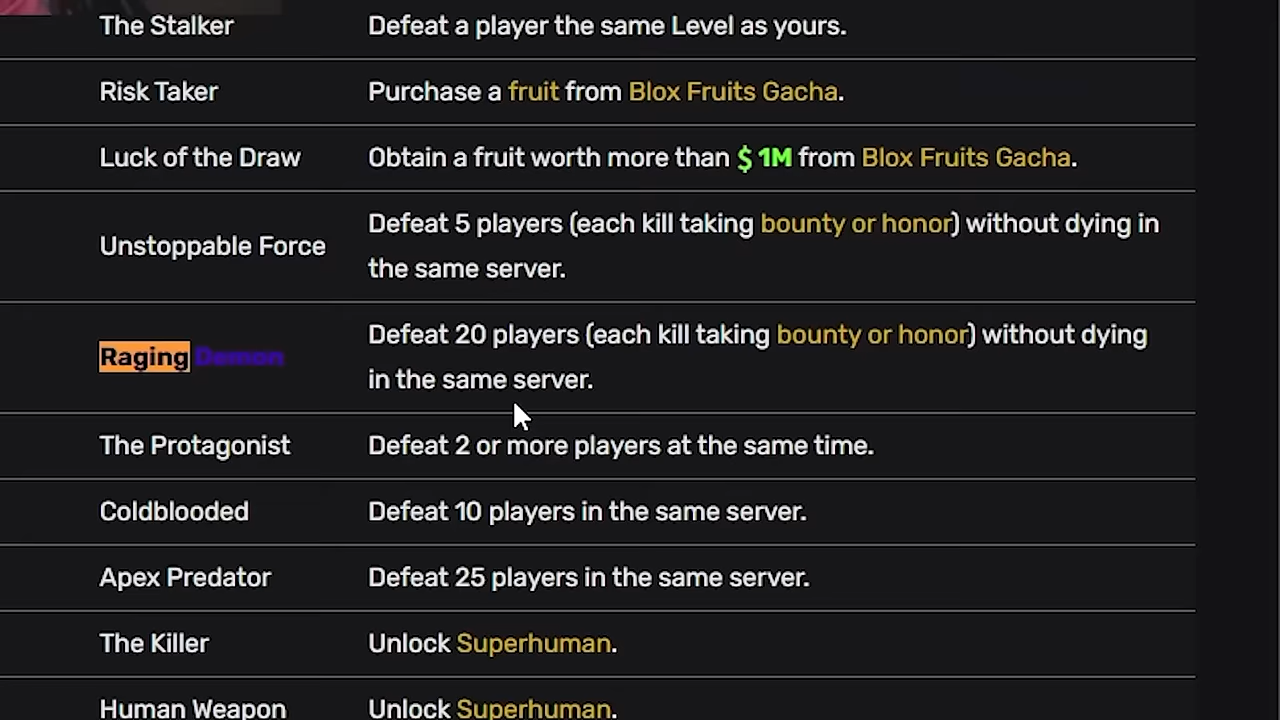 The Stalker Defeat a player the same Level as yours.
Risk Taker Purchase a fruit from Blox Fruits Gacha.
Luck of the Draw Obtain a fruit worth more than $ 1M from Blox Fruits Gacha.
Unstoppable Force Defeat 5 players (each kill taking bounty or honor) without dying in
the same server.
Raging Demon Defeat 20 players (each kill taking bounty or honor) without dying
in the same server.
The Protagonist Defeat 2 or more players at the same time.
Coldblooded Defeat 10 players in the same server.
Apex Predator Defeat 25 players in the same server.
The Killer Unlock Superhuman.
Human Weapon Unlock Superhuman.